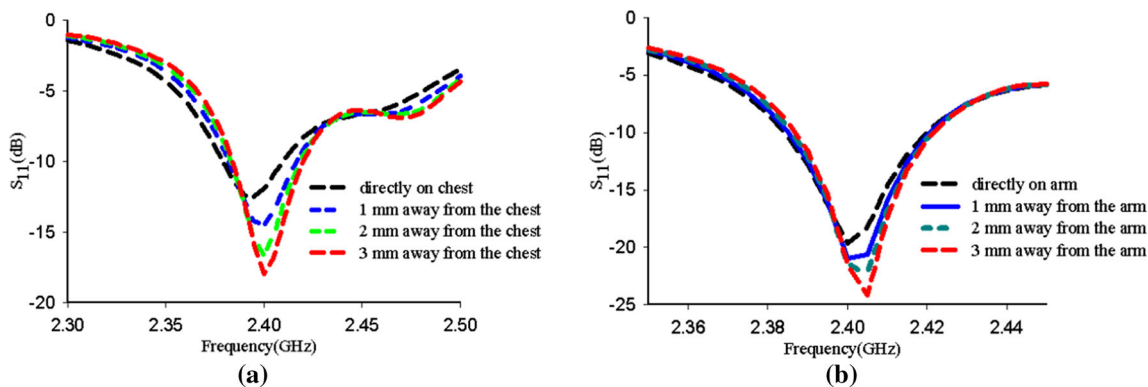 0
-5
-10
-15
-20
S11(dB)
directly on chest
1 mm away from the chest
2 mm away from the chest
3 mm away from the chest
2.30 2.35 2.40 2.45 2.50
Frequency(GHz)
(a)
0
-5
-10
-15
-20
-25
S11(dB)
directly on arm
1 mm away from the arm
2 mm away from the arm
3 mm away from the arm
2.36 2.38 2.40 2.42 2.44
Frequency(GHz)
(b)